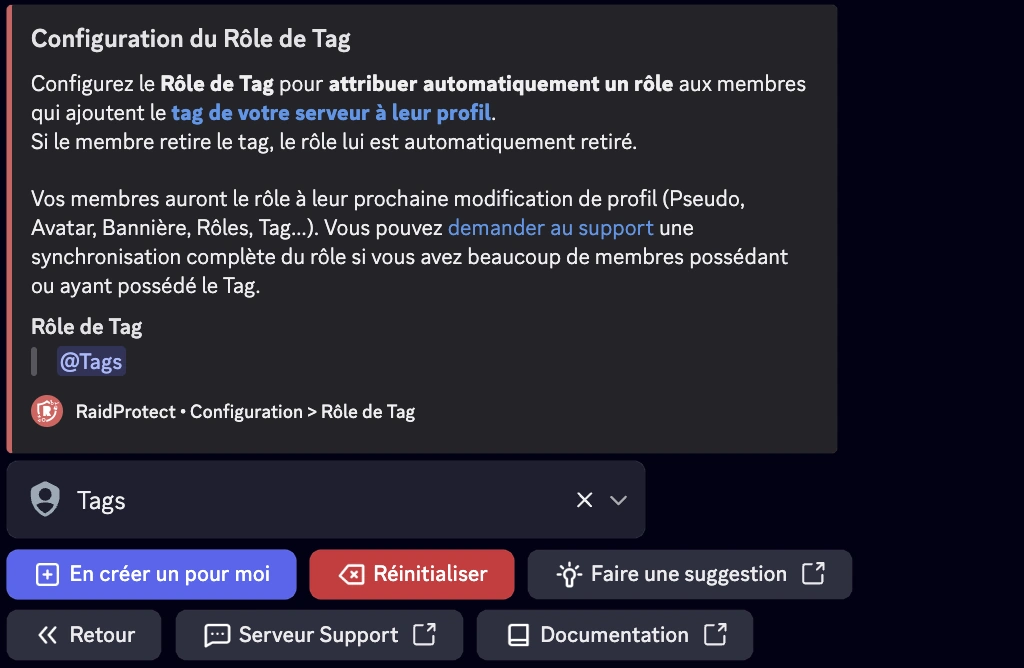 Configuration du Rôle de Tag
Configurez le Rôle de Tag pour attribuer automatiquement un rôle aux membres
qui ajoutent le tag de votre serveur à leur profil.
Si le membre retire le tag, le rôle lui est automatiquement retiré.
Vos membres auront le rôle à leur prochaine modification de profil (Pseudo,
Avatar, Bannière, Rôles, Tag...). Vous pouvez demander au support une
synchronisation complète du rôle si vous avez beaucoup de membres possédant
ou ayant possédé le Tag.
Rôle de Tag
@Tags
RaidProtect • Configuration > Rôle de Tag
Tags
En créer un pour moi
Réinitialiser
Faire une suggestion
Retour
Serveur Support
Documentation